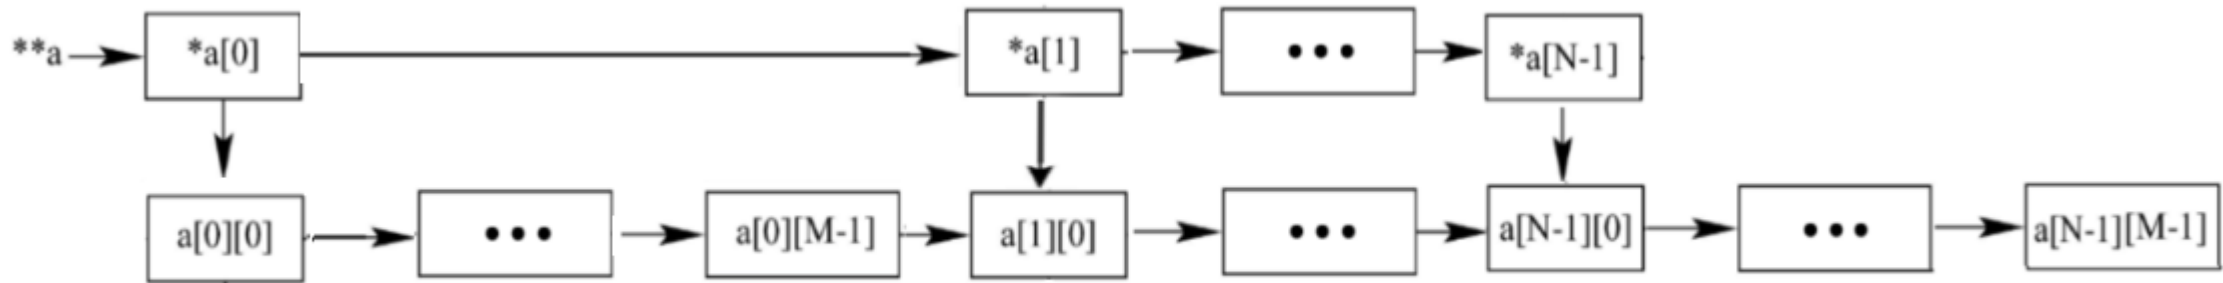 **a *a[0] *a[1] ••• *a[N-1]
a[0][0] ••• a[0][M-1] a[1][0] ••• a[N-1][0] ••• a[N-1][M-1]